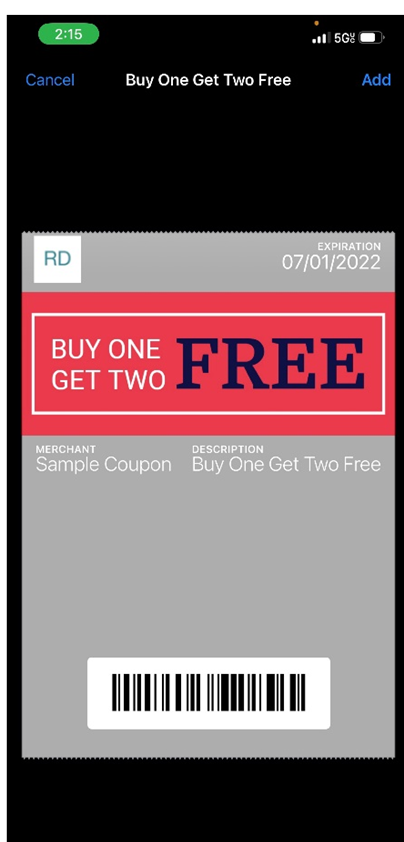 2:15
5G
Cancel
Buy One Get Two Free
Add
RD
EXPIRATION
07/01/2022
BUY ONE
GET TWO
FREE
MERCHANT
Sample Coupon
DESCRIPTION
Buy One Get Two Free